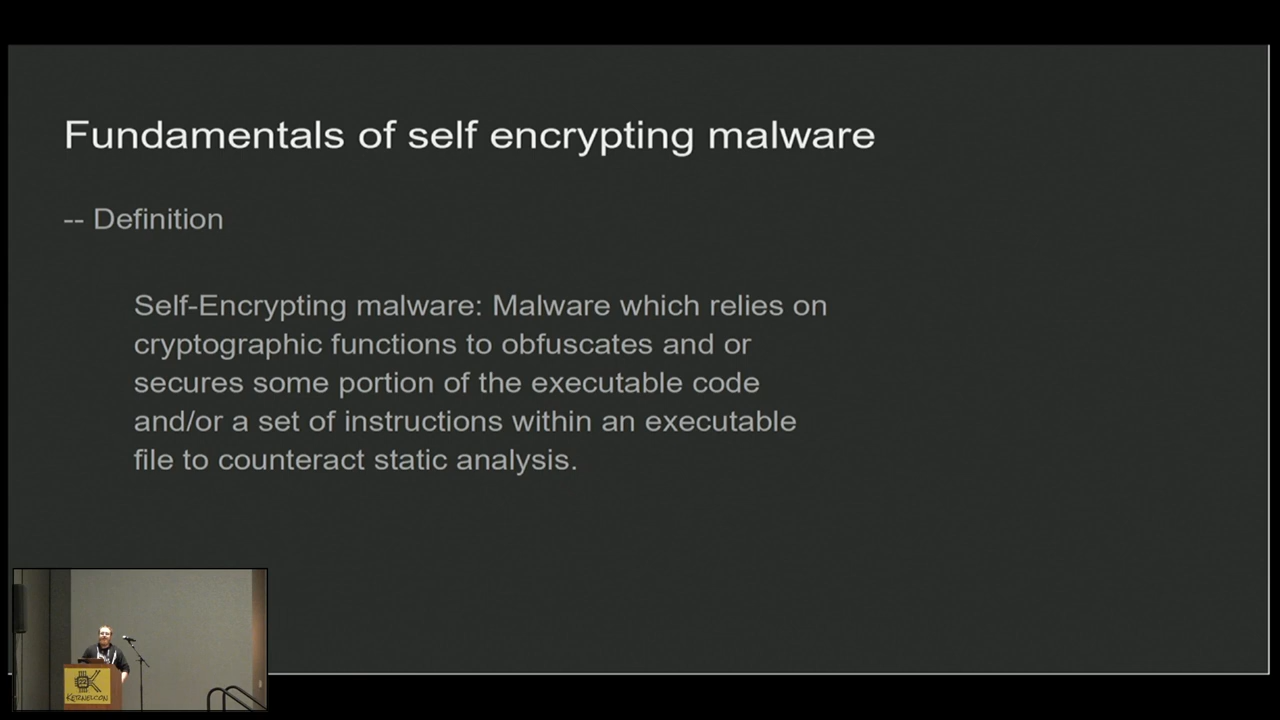 Fundamentals of self encrypting malware
-- Definition
Self-Encrypting malware: Malware which relies on
cryptographic functions to obfuscates and or
secures some portion of the executable code
and/or a set of instructions within an executable
file to counteract static analysis.
KERNELCON